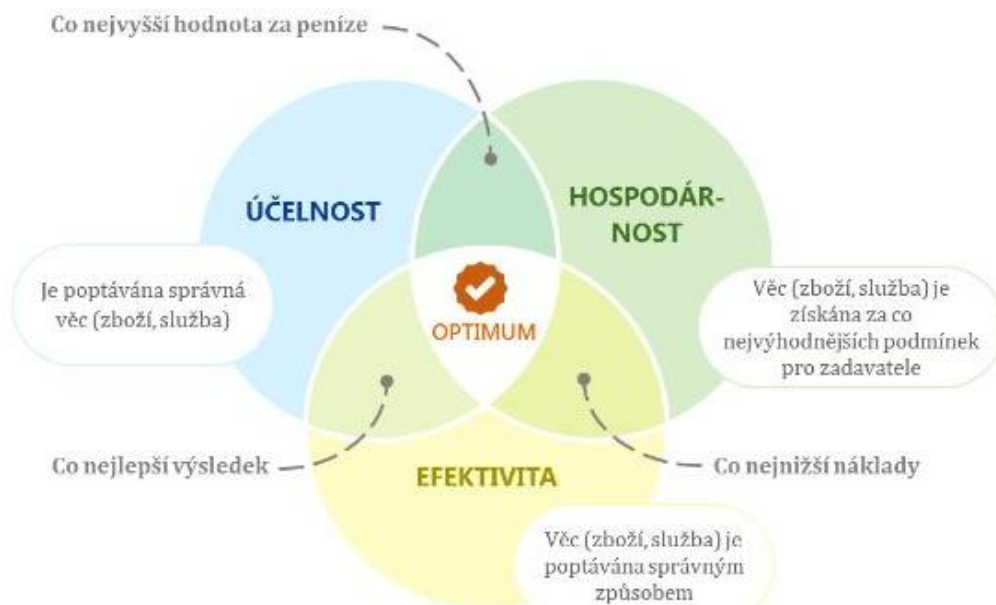 Co nejvyšší hodnota za peníze
ÚČELNOST
HOSPODÁR-
NOST
Je poptávána správná
věc (zboží, služba)
OPTIMUM
Věc (zboží, služba) je
získána za co
nejvýhodnějších podmínek
pro zadavatele
Co nejlepší výsledek
EFEKTIVITA
Co nejnižší náklady
Věc (zboží, služba) je
poptávána správným
způsobem